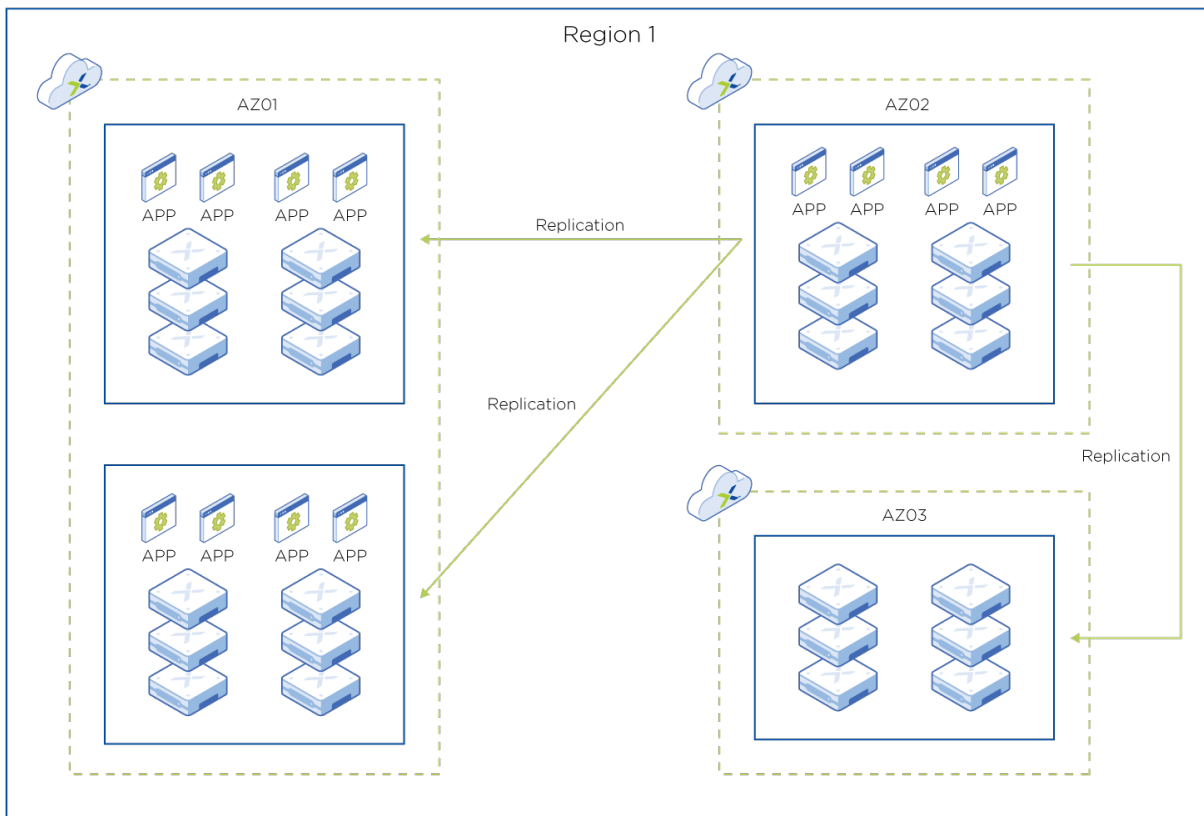 Region 1
AZ01
APP APP APP APP
APP APP APP APP
Replication
Replication
AZ02
APP APP APP APP
Replication
AZ03